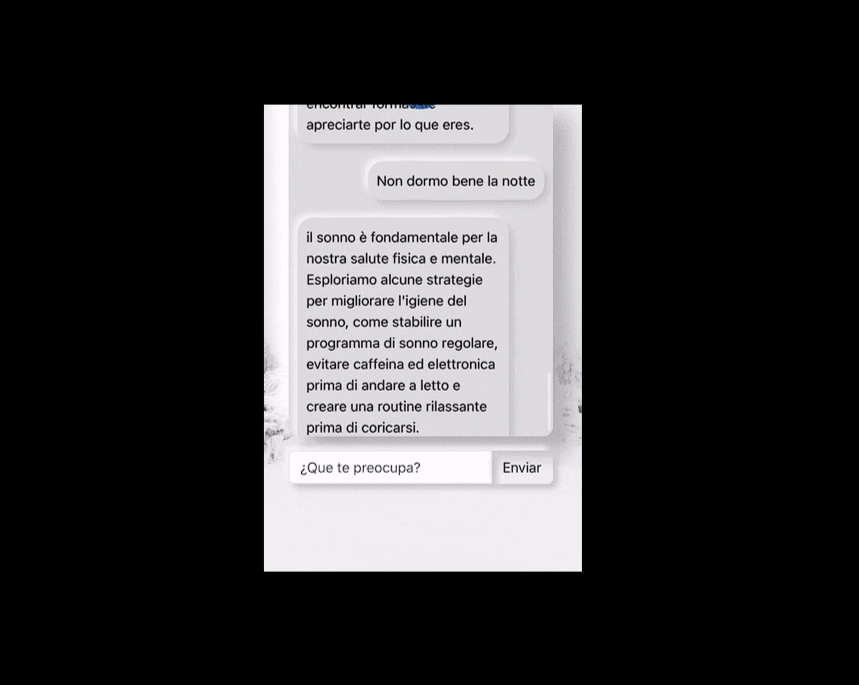 apreciarte por lo que eres.
Non dormo bene la notte
il sonno è fondamentale per la
nostra salute fisica e mentale.
Esploriamo alcune strategie
per migliorare l'igiene del
sonno, come stabilire un
programma di sonno regolare,
evitare caffeina ed elettronica
prima di andare a letto e
creare una routine rilassante
prima di coricarsi.
¿Que te preocupa?
Enviar